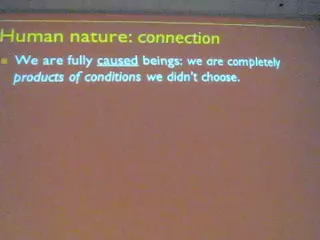 Human nature: connection
We are fully caused beings: we are completely
products of conditions we didn't choose.